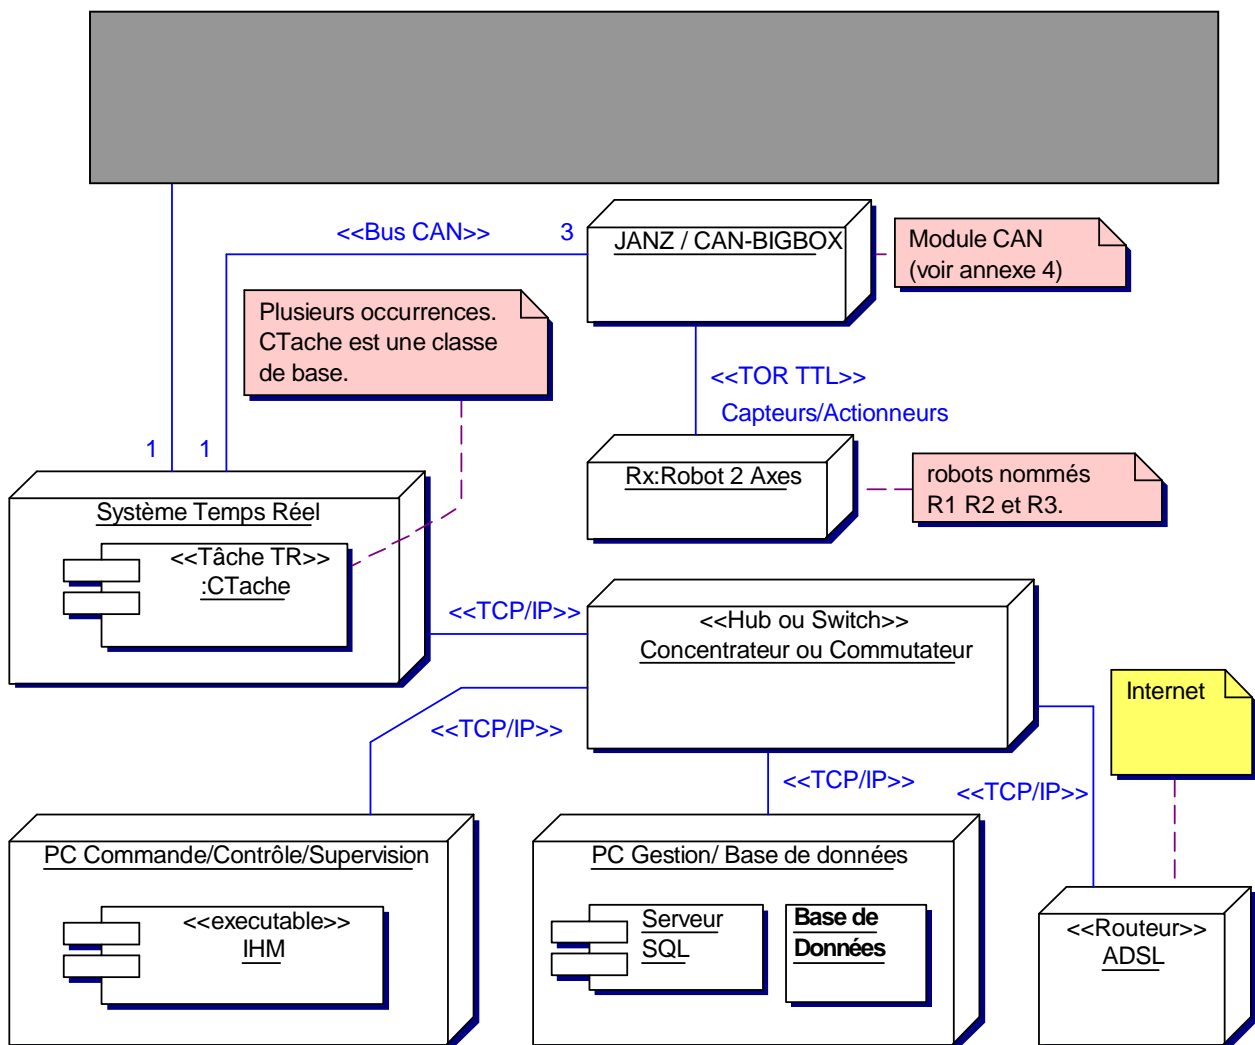 <<Bus CAN>>
3
JANZ / CAN-BIGBOX
Module CAN
(voir annexe 4)
Plusieurs occurrences.
CTache est une classe
de base.
<<TOR TTL>>
Capteurs/Actionneurs
1
1
Rx:Robot 2 Axes
robots nommés
R1 R2 et R3.
Système Temps Réel
<<Tâche TR>>
:CTache
<<TCP/IP>>
<<Hub ou Switch>>
Concentrateur ou Commutateur
Internet
<<TCP/IP>>
<<TCP/IP>>
<<TCP/IP>>
PC Commande/Contrôle/Supervision
<<executable>>
IHM
PC Gestion/ Base de données
Serveur
SQL
Base de
Données
<<Routeur>>
ADSL